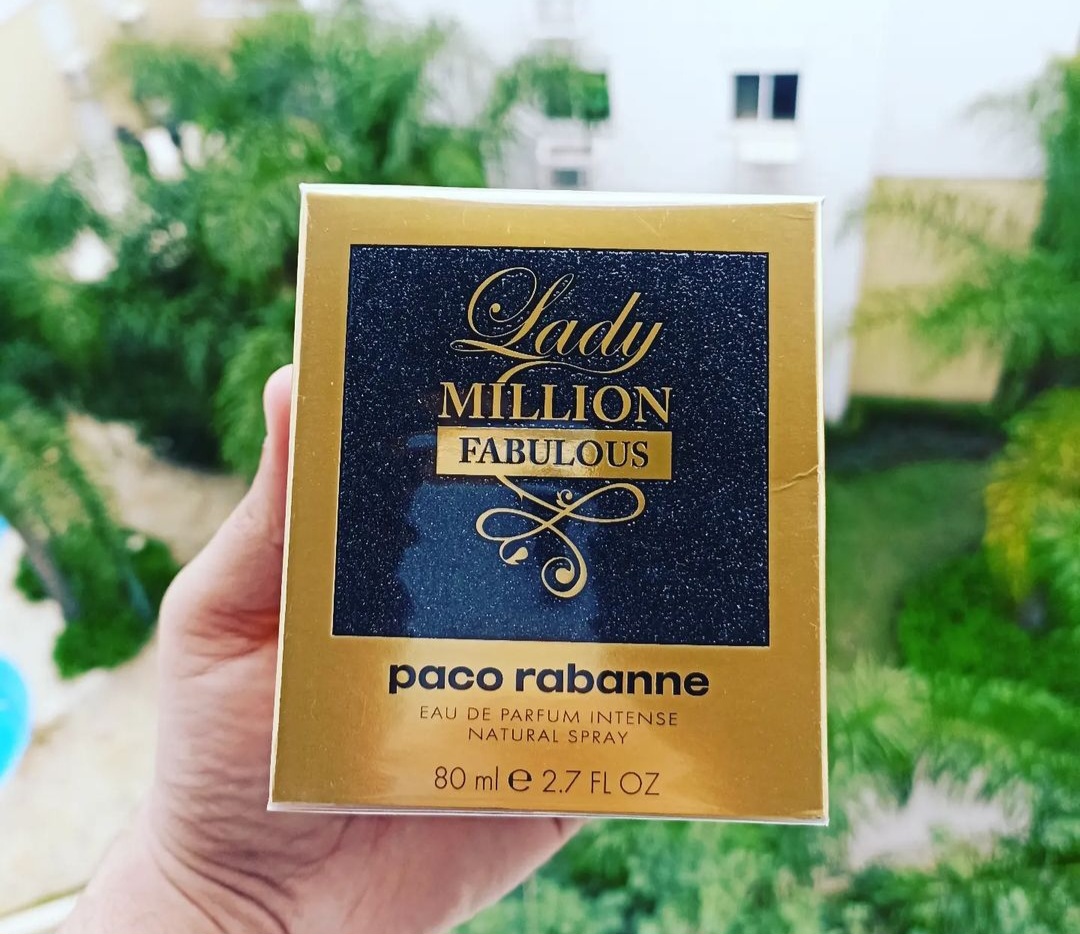 Lady
MILLION
FABULOUS
paco rabanne
EAU DE PARFUM INTENSE
NATURAL SPRAY
80 ml ℮ 2.7 FL OZ